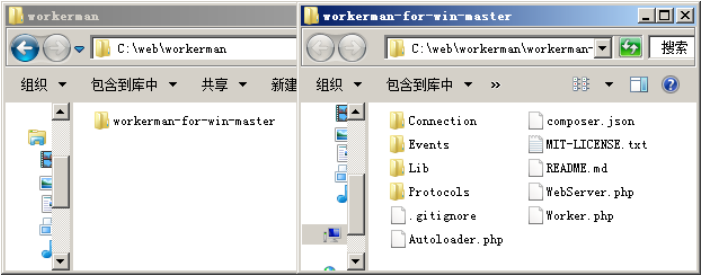 workerman
C:\web\workerman
组织 包含到库中 共享 新建
workerman-for-win-master
workerman-for-win-master
C:\web\workerman\workerman-
搜索
组织 包含到库中 »
Connection
Events
Lib
Protocols
.gitignore
Autoloader.php
composer.json
MIT-LICENSE.txt
README.md
WebServer.php
Worker.php